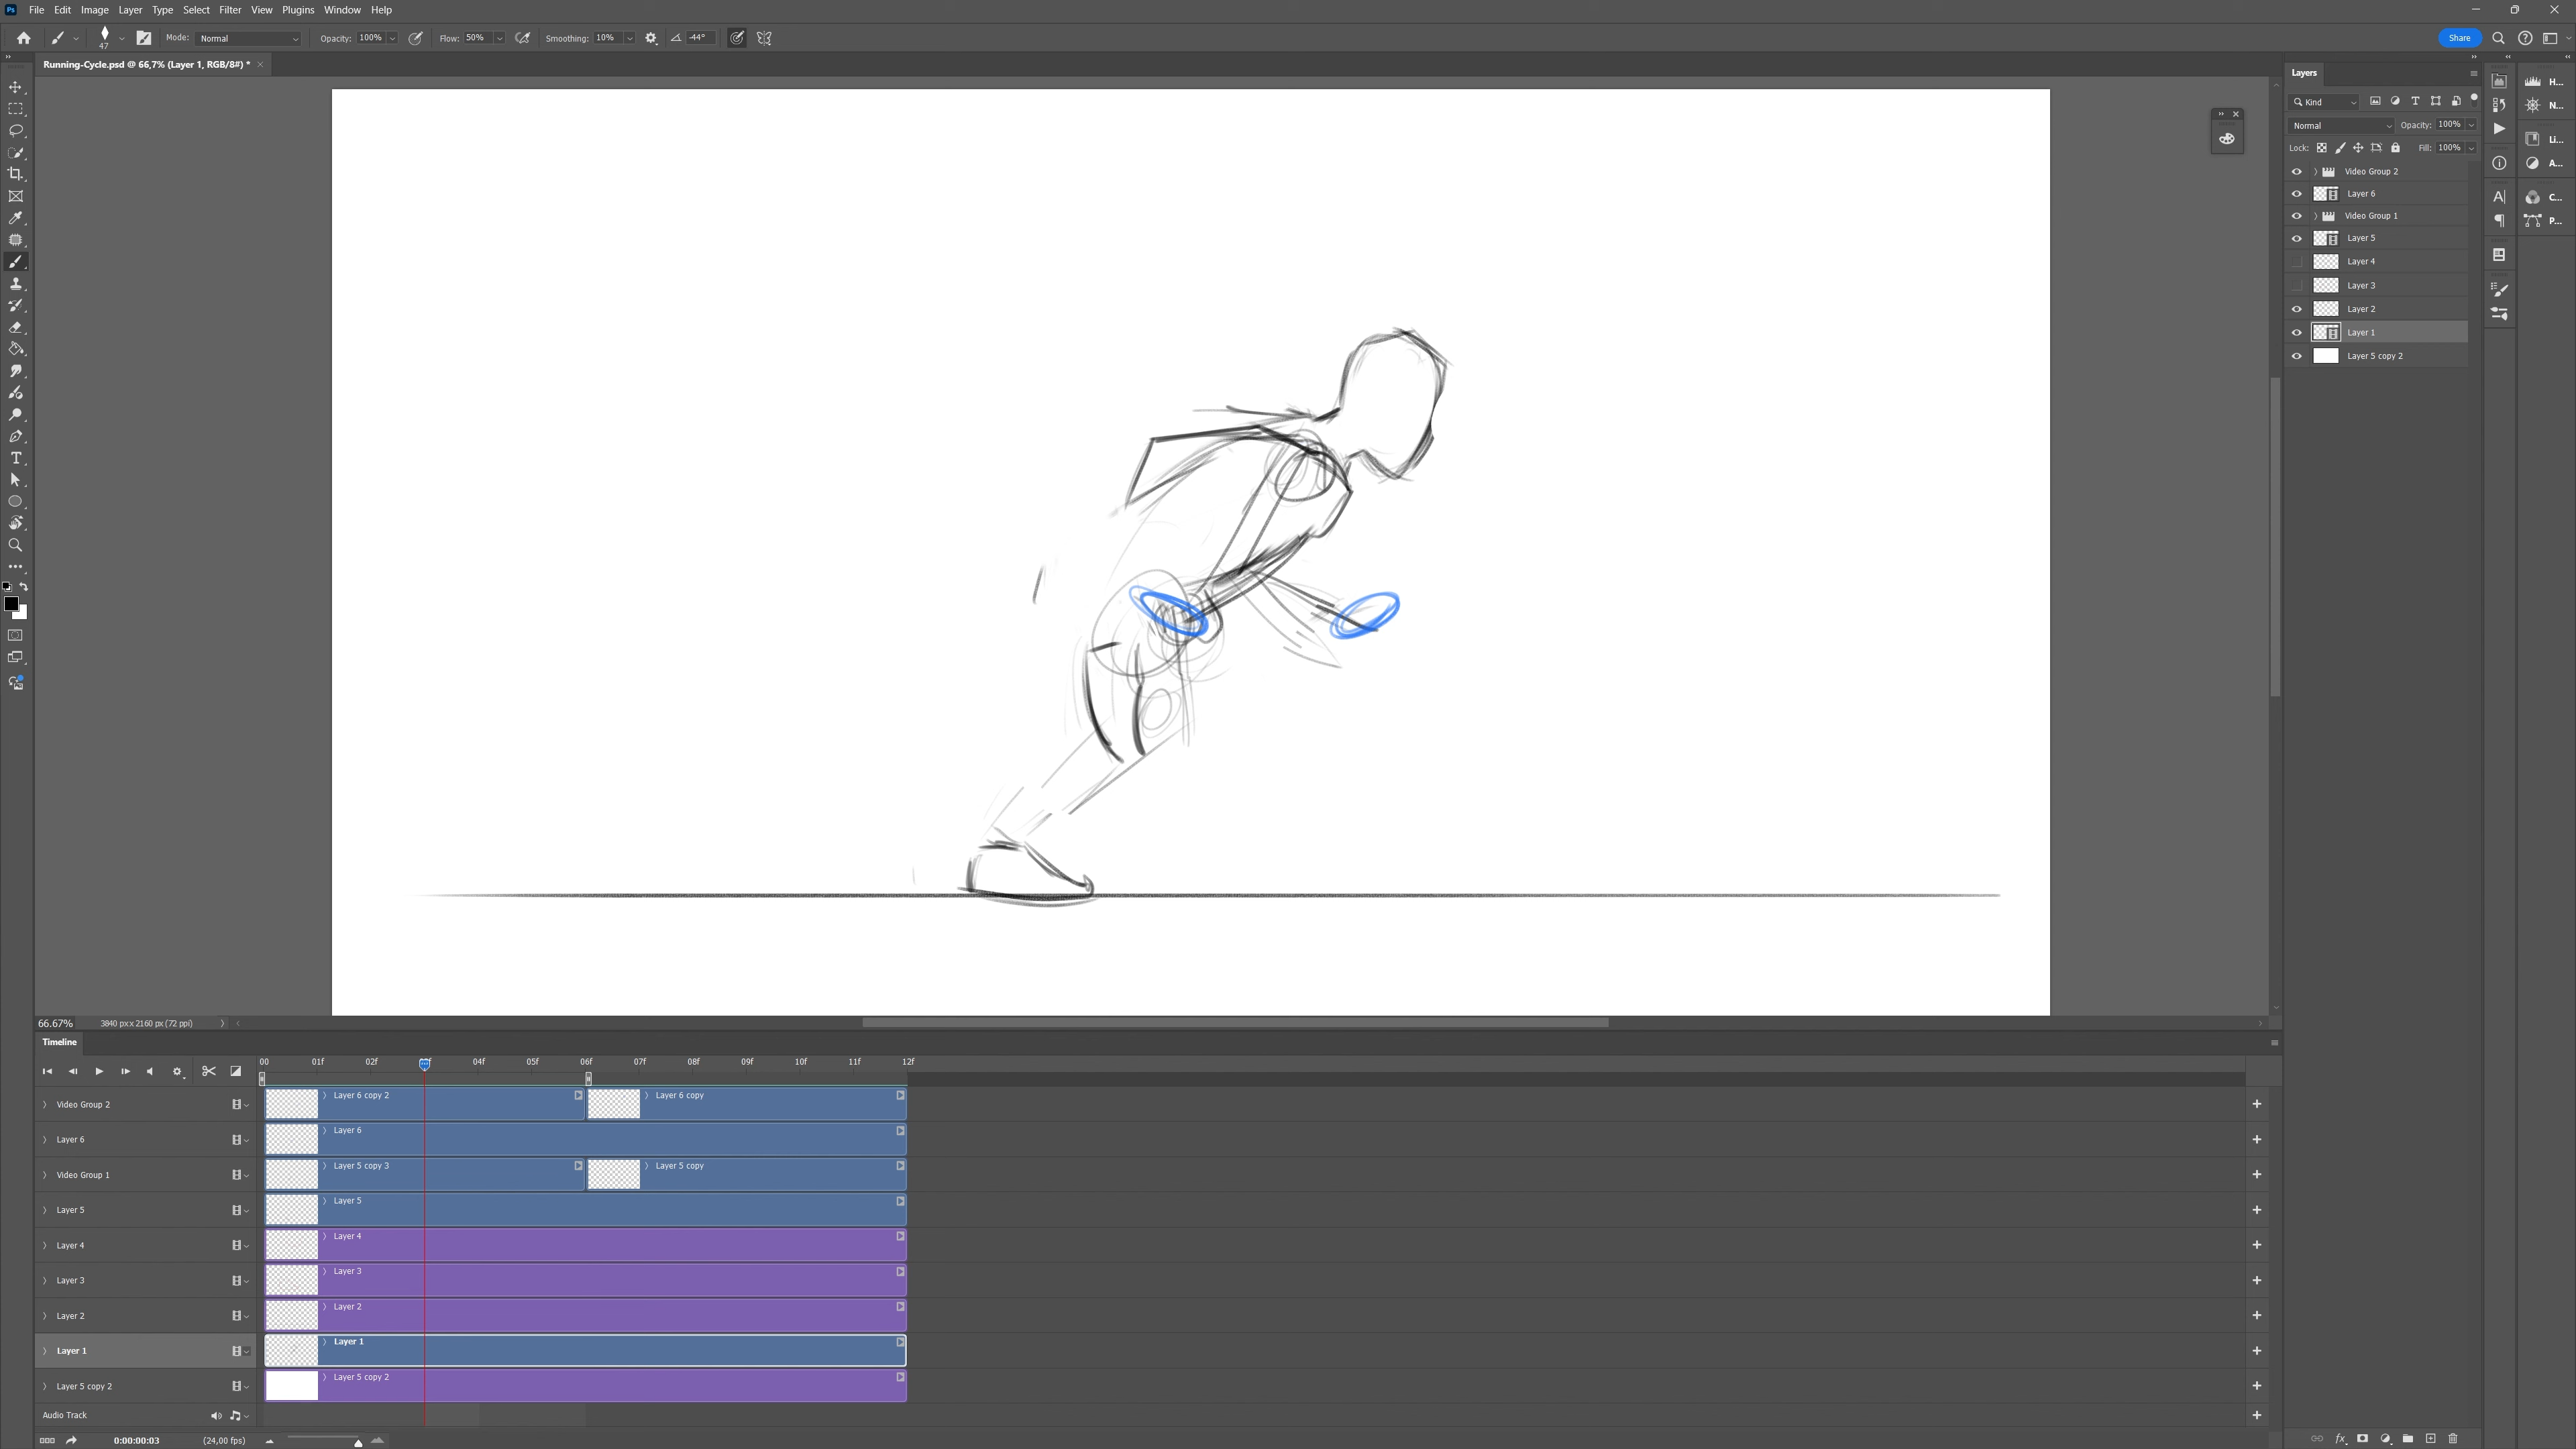 Ps File Edit Image Layer Type Select Filter View Plugins Window Help
47 Mode: Normal Opacity: 100% Flow: 50% Smoothing: 10% -44° Share
Running-Cycle.psd @ 66,7% (Layer 1, RGB/8#) *
Layers
Kind
Normal Opacity: 100%
Lock: Fill: 100%
Video Group 2
Layer 6
Video Group 1
Layer 5
Layer 4
Layer 3
Layer 2
Layer 1
Layer 5 copy 2
H...
N...
Li...
A...
C...
P...
66.67% 3840 px x 2160 px (72 ppi)
Timeline
00 01f 02f 04f 05f 06f 07f 08f 09f 10f 11f 12f
Video Group 2 Layer 6 copy 2 Layer 6 copy
Layer 6 Layer 6
Video Group 1 Layer 5 copy 3 Layer 5 copy
Layer 5 Layer 5
Layer 4 Layer 4
Layer 3 Layer 3
Layer 2 Layer 2
Layer 1 Layer 1
Layer 5 copy 2 Layer 5 copy 2
Audio Track
0:00:00:03 (24,00 fps)